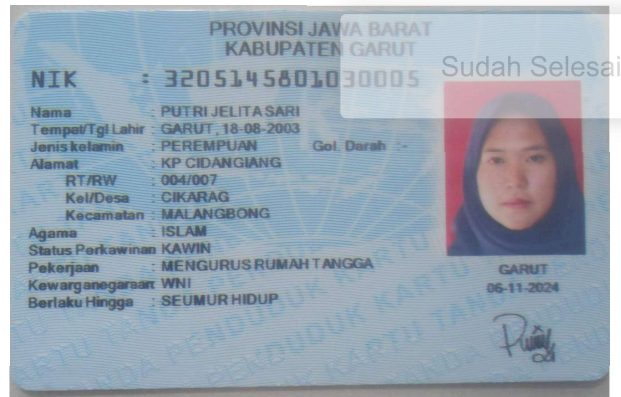 PROVINSI JAWA BARAT
KABUPATEN GARUT
Sudah Selesai
NIK : 3205145801030005
Nama : PUTRI JELITA SARI
Tempat/Tgl Lahir : GARUT, 18-08-2003
Jenis kelamin : PEREMPUAN Gol. Darah :-
Alamat : KP CIDANGIANG
RT/RW : 004/007
Kel/Desa : CIKARAG
Kecamatan : MALANGBONG
Agama : ISLAM
Status Perkawinan KAWIN
Pekerjaan : MENGURUS RUMAH TANGGA
Kewarganegaraan: WNI
Berlaku Hingga : SEUMUR HIDUP
GARUT
06-11-2024